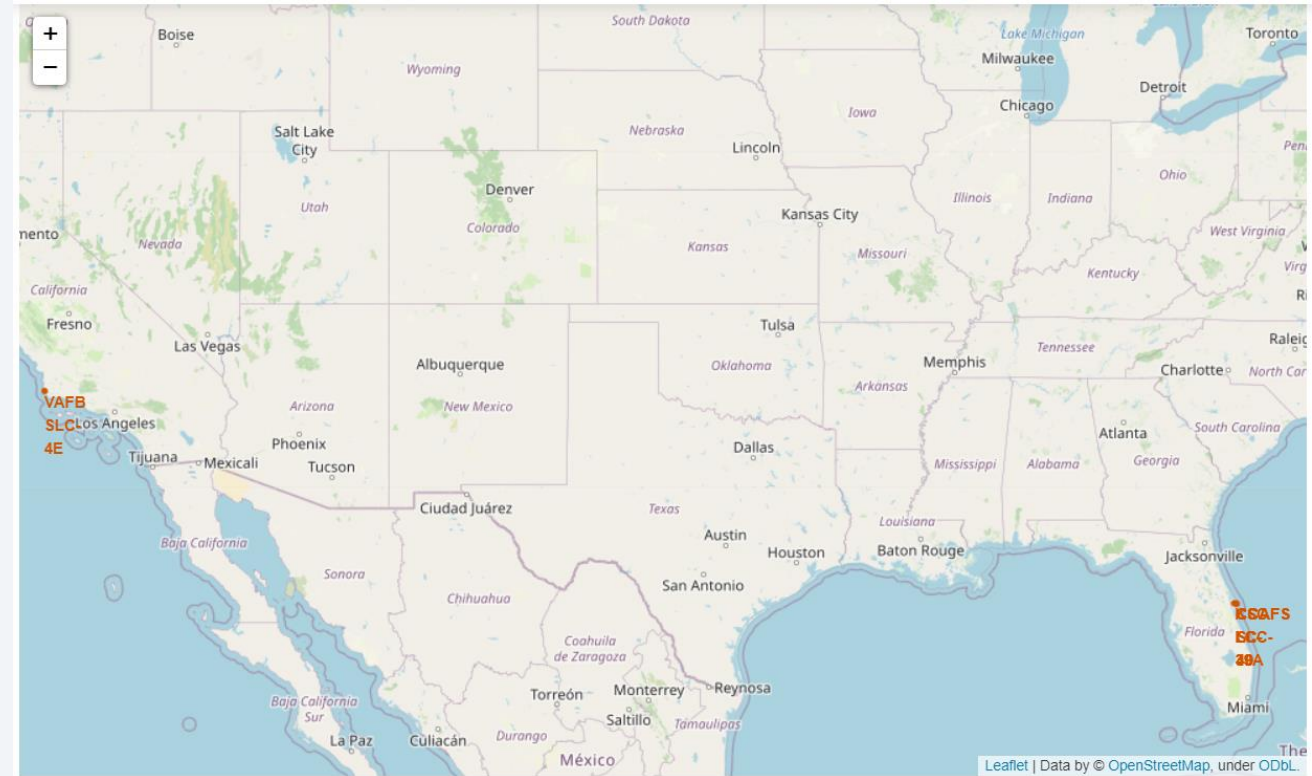 +
−
Boise
South Dakota
Lake Michigan
Toronto
Milwaukee
Wyoming
Detroit
Chicago
Iowa
Salt Lake
City
Nebraska
Lincoln
Pen
Ohio
Denver
Illinois
Indiana
Utah
Kansas City
Colorado
mento
Nevada
Kansas
Missouri
West Virginia
Virg
Kentucky
California
Ri
Fresno
Tulsa
Las Vegas
Raleig
Tennessee
Albuquerque
Oklahoma
Memphis
Charlotte
North Car
Arkansas
VAFB
SLC-
4E
Los Angeles
Arizona
New Mexico
South Carolina
Atlanta
Phoenix
Dallas
Tijuana
Mexicali
Tucson
Mississippi
Alabama
Georgia
Ciudad Juárez
Texas
Louisiana
Austin
Baja California
Houston
Baton Rouge
Jacksonville
Sonora
San Antonio
Chihuahua
Florida
Coahuila
de Zaragoza
Torreón
Monterrey
Reynosa
Baja California
Sur
Saltillo
Tamaulipas
Miami
La Paz
Culiacán
Durango
México
The
Leaflet | Data by © OpenStreetMap, under ODbL.